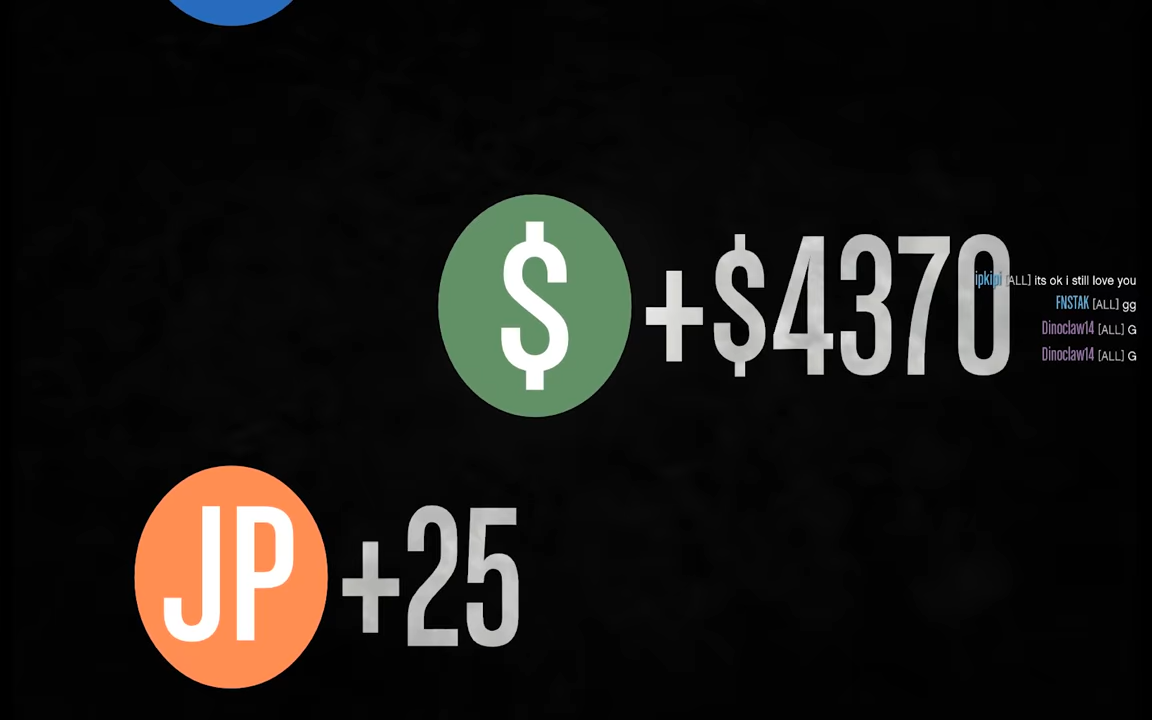 $ +$4370
ipkipi [ALL] its ok i still love you
FNSTAK [ALL] gg
Dinoclaw14 [ALL] G
Dinoclaw14 [ALL] G
JP +25